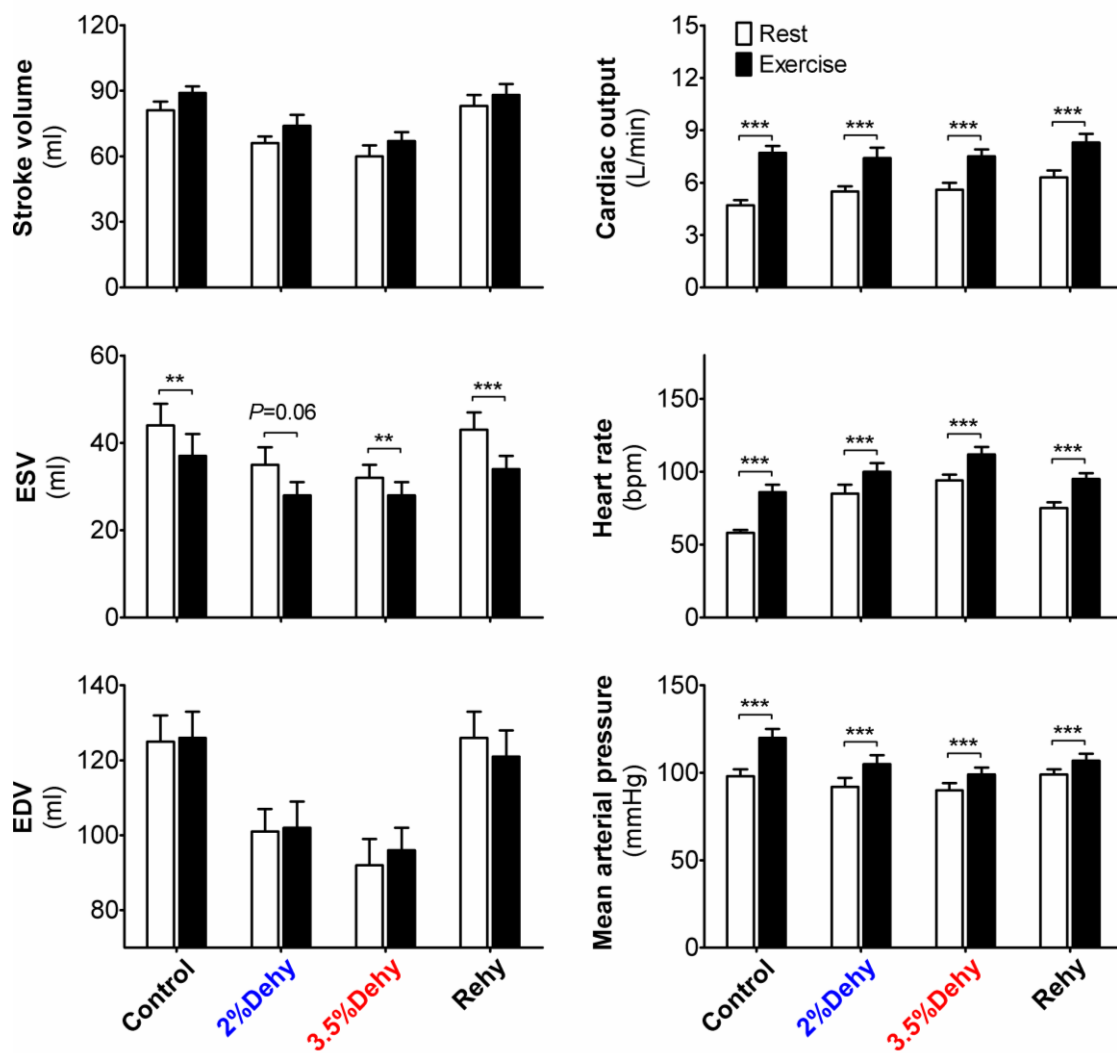 Stroke volume
(ml)
120
90
60
30
0
Cardiac output
(L/min)
15
12
9
6
3
0
Rest
Exercise
***
***
***
***
ESV
(ml)
60
40
20
0
**
P=0.06
**
***
Heart rate
(bpm)
150
100
50
0
***
***
***
***
EDV
(ml)
140
120
100
80
Control
2%Dehy
3.5%Dehy
Rehy
Mean arterial pressure
(mmHg)
150
100
50
0
***
***
***
***
Control
2%Dehy
3.5%Dehy
Rehy